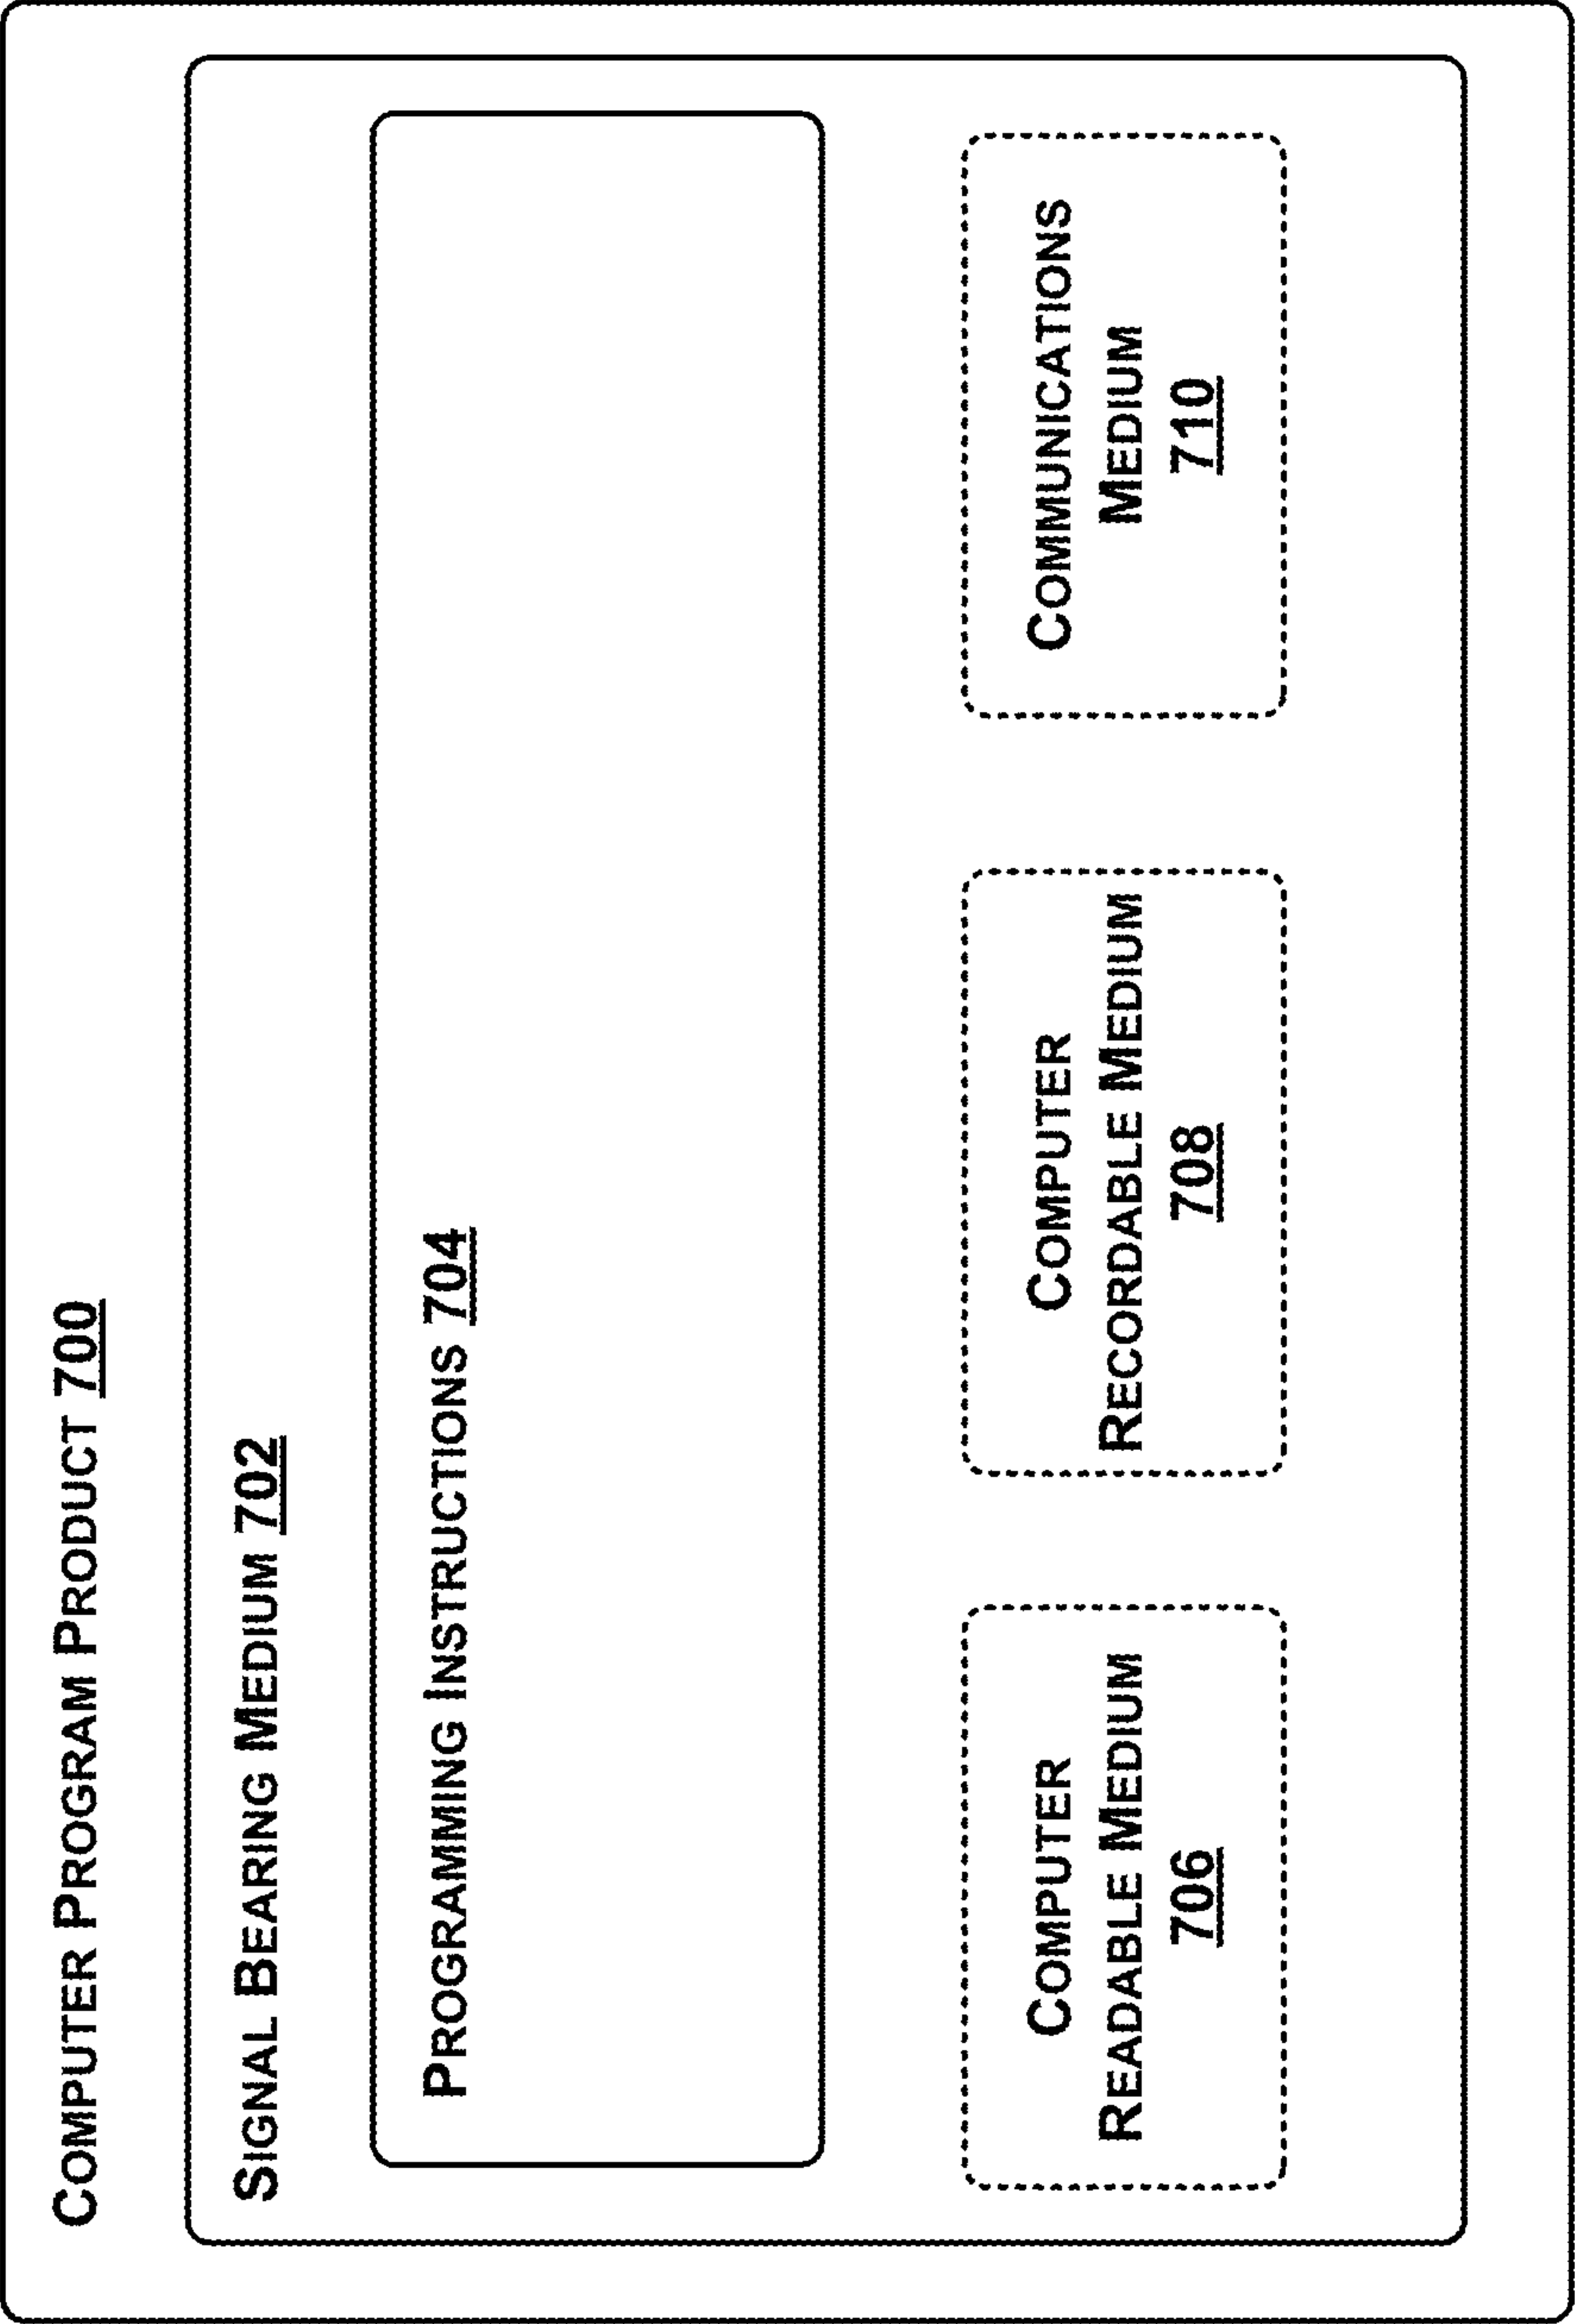 COMPUTER PROGRAM PRODUCT 700
SIGNAL BEARING MEDIUM 702
PROGRAMMING INSTRUCTIONS 704
COMPUTER
READABLE MEDIUM
706
COMPUTER
RECORDABLE MEDIUM
708
COMMUNICATIONS
MEDIUM
710